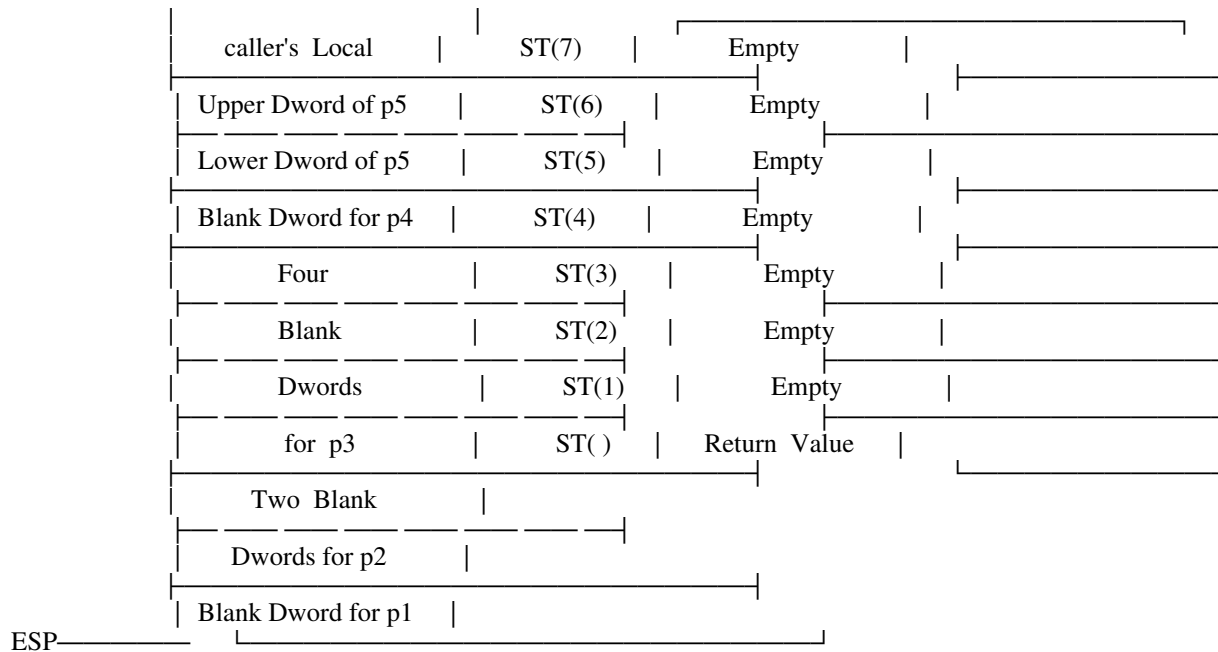 caller's Local | ST(7) | Empty |
| Upper Dword of p5 | ST(6) | Empty |
| Lower Dword of p5 | ST(5) | Empty |
| Blank Dword for p4 | ST(4) | Empty |
Four | ST(3) | Empty |
Blank | ST(2) | Empty |
Dwords | ST(1) | Empty |
| for p3 | ST( ) | Return Value |
Two Blank |
| Dwords for p2 |
| Blank Dword for p1 |
ESP